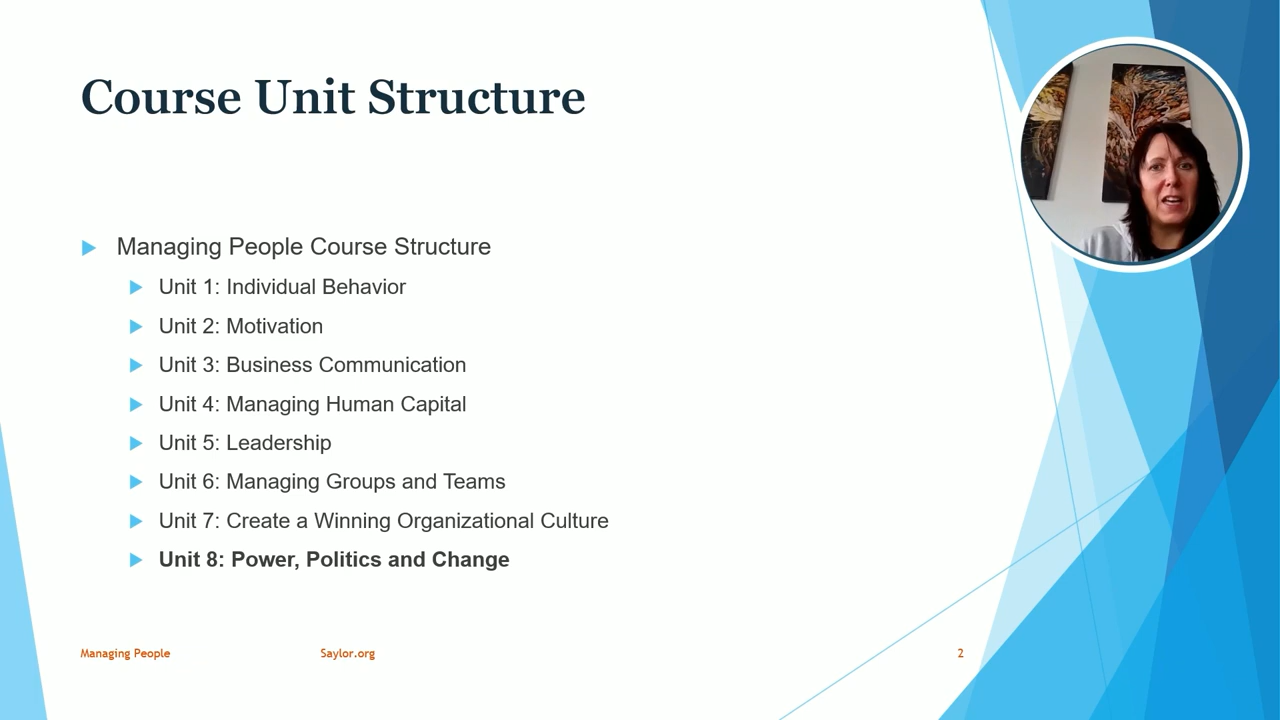 Course Unit Structure
Managing People Course Structure
Unit 1: Individual Behavior
Unit 2: Motivation
Unit 3: Business Communication
Unit 4: Managing Human Capital
Unit 5: Leadership
Unit 6: Managing Groups and Teams
Unit 7: Create a Winning Organizational Culture
Unit 8: Power, Politics and Change
Managing People Saylor.org 2